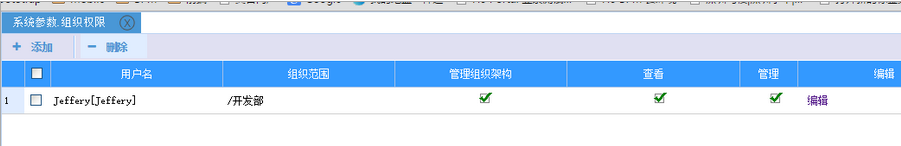 Google
系统参数.组织权限
添加 删除
用户名 组织范围 管理组织架构 查看 管理 编辑
1 Jeffery[Jeffery] /开发部 编辑